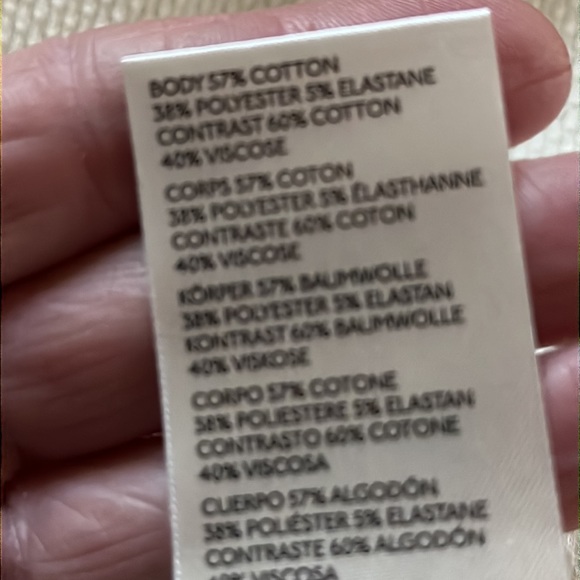 BODY 57% COTTON
38% POLYESTER 5% ELASTANE
CONTRAST 60% COTTON
40% VISCOSE
CORPS 57% COTON
38% POLYESTER 5% ÉLASTHANNE
CONTRASTE 60% COTON
40% VISCOSE
KÖRPER 57% BAUMWOLLE
38% POLYESTER 5% ELASTAN
KONTRAST 60% BAUMWOLLE
40% VISKOSE
CORPO 57% COTONE
38% POLIESTERE 5% ELASTAN
CONTRASTO 60% COTONE
40% VISCOSA
CUERPO 57% ALGODÓN
38% POLIÉSTER 5% ELASTANE
CONTRASTE 60% ALGODÓN
40% VISCOSA